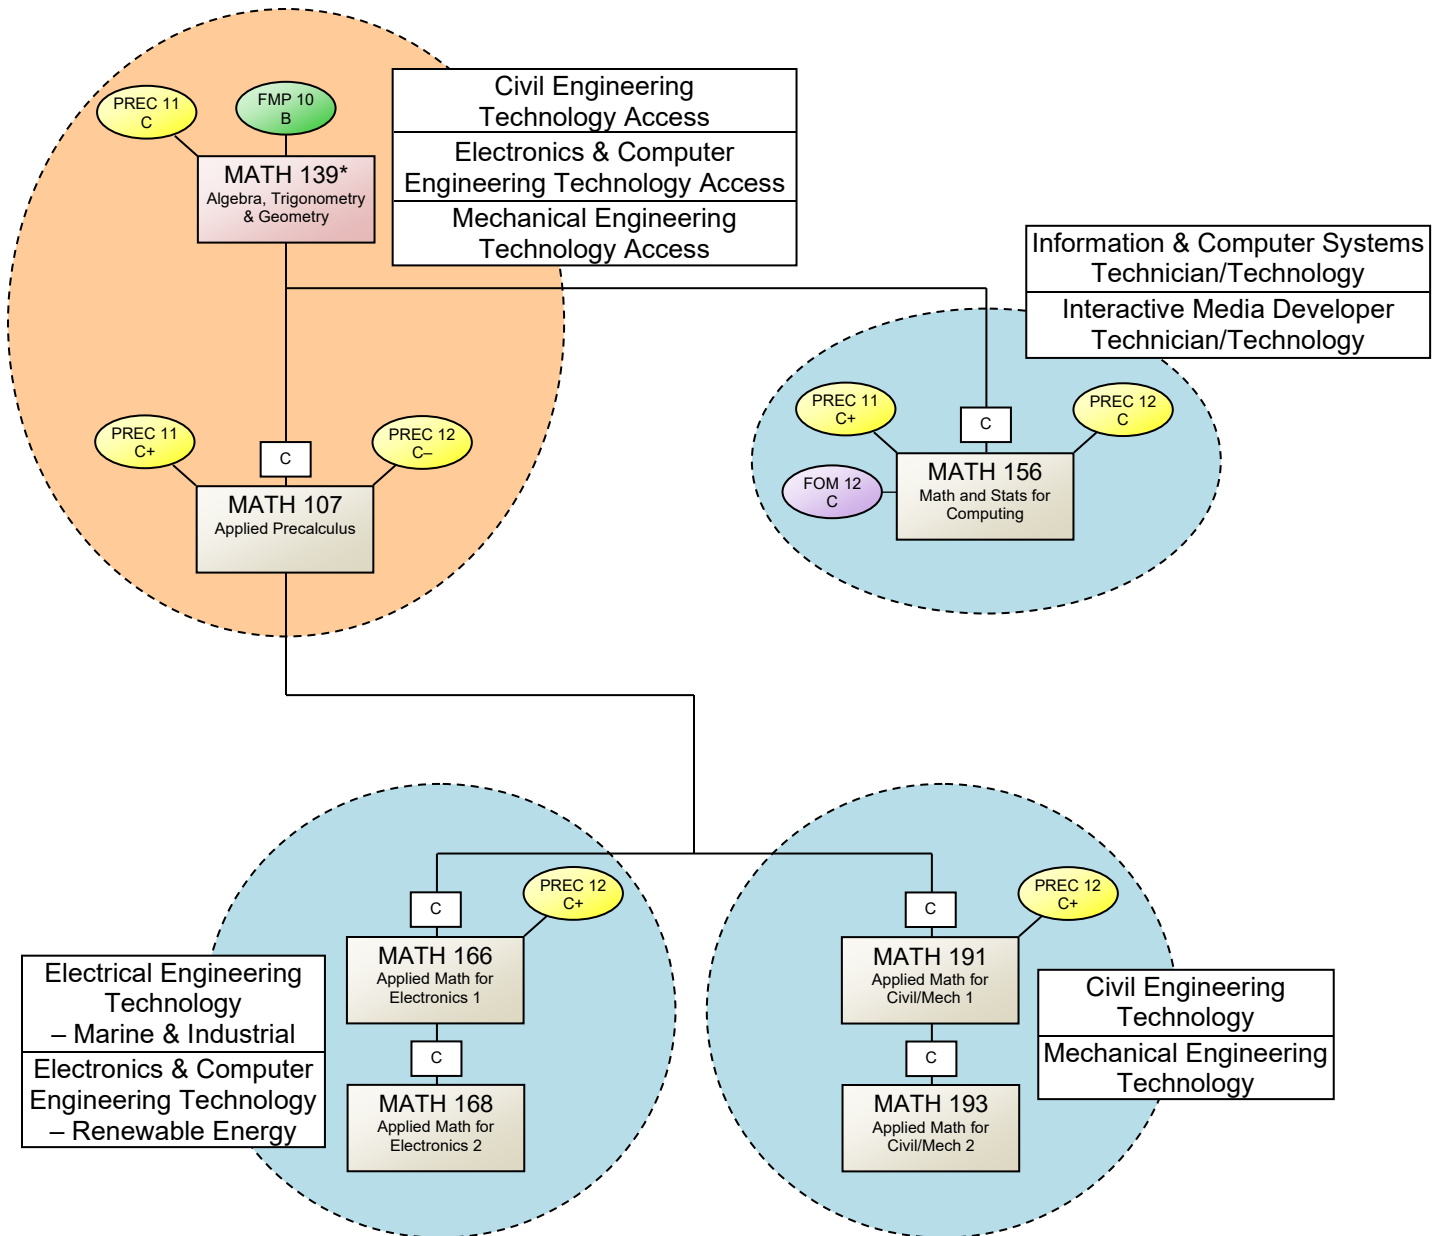 PREC 11
C
FMP 10
B
MATH 139*
Algebra, Trigonometry
& Geometry
Civil Engineering
Technology Access
Electronics & Computer
Engineering Technology Access
Mechanical Engineering
Technology Access
Information & Computer Systems
Technician/Technology
Interactive Media Developer
Technician/Technology
PREC 11
C+
C
PREC 12
C–
MATH 107
Applied Precalculus
PREC 11
C+
C
PREC 12
C
FOM 12
C
MATH 156
Math and Stats for
Computing
C
PREC 12
C+
MATH 166
Applied Math for
Electronics 1
C
MATH 168
Applied Math for
Electronics 2
Electrical Engineering
Technology
– Marine & Industrial
Electronics & Computer
Engineering Technology
– Renewable Energy
C
PREC 12
C+
MATH 191
Applied Math for
Civil/Mech 1
C
MATH 193
Applied Math for
Civil/Mech 2
Civil Engineering
Technology
Mechanical Engineering
Technology